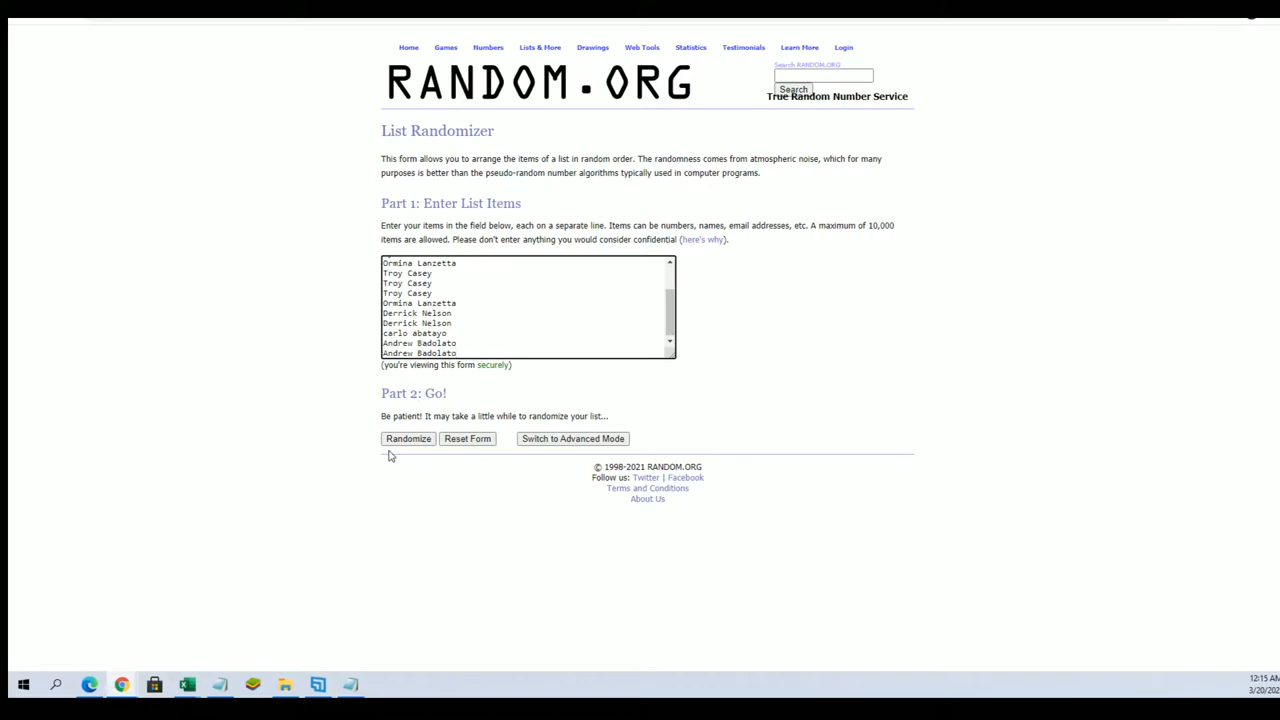 Home Games Numbers Lists & More Drawings Web Tools Statistics Testimonials Learn More Login
RANDOM.ORG
Search RANDOM.ORG
Search
True Random Number Service
List Randomizer
This form allows you to arrange the items of a list in random order. The randomness comes from atmospheric noise, which for many
purposes is better than the pseudo-random number algorithms typically used in computer programs.
Part 1: Enter List Items
Enter your items in the field below, each on a separate line. Items can be numbers, names, email addresses, etc. A maximum of 10,000
items are allowed. Please don't enter anything you would consider confidential (here's why).
Ormina Lanzetta
Troy Casey
Troy Casey
Troy Casey
Ormina Lanzetta
Derrick Nelson
Derrick Nelson
carlo abatayo
Andrew Badolato
Andrew Badolato
(you're viewing this form securely)
Part 2: Go!
Be patient! It may take a little while to randomize your list...
Randomize Reset Form Switch to Advanced Mode
© 1998-2021 RANDOM.ORG
Follow us: Twitter | Facebook
Terms and Conditions
About Us
12:15 AM
3/20/202